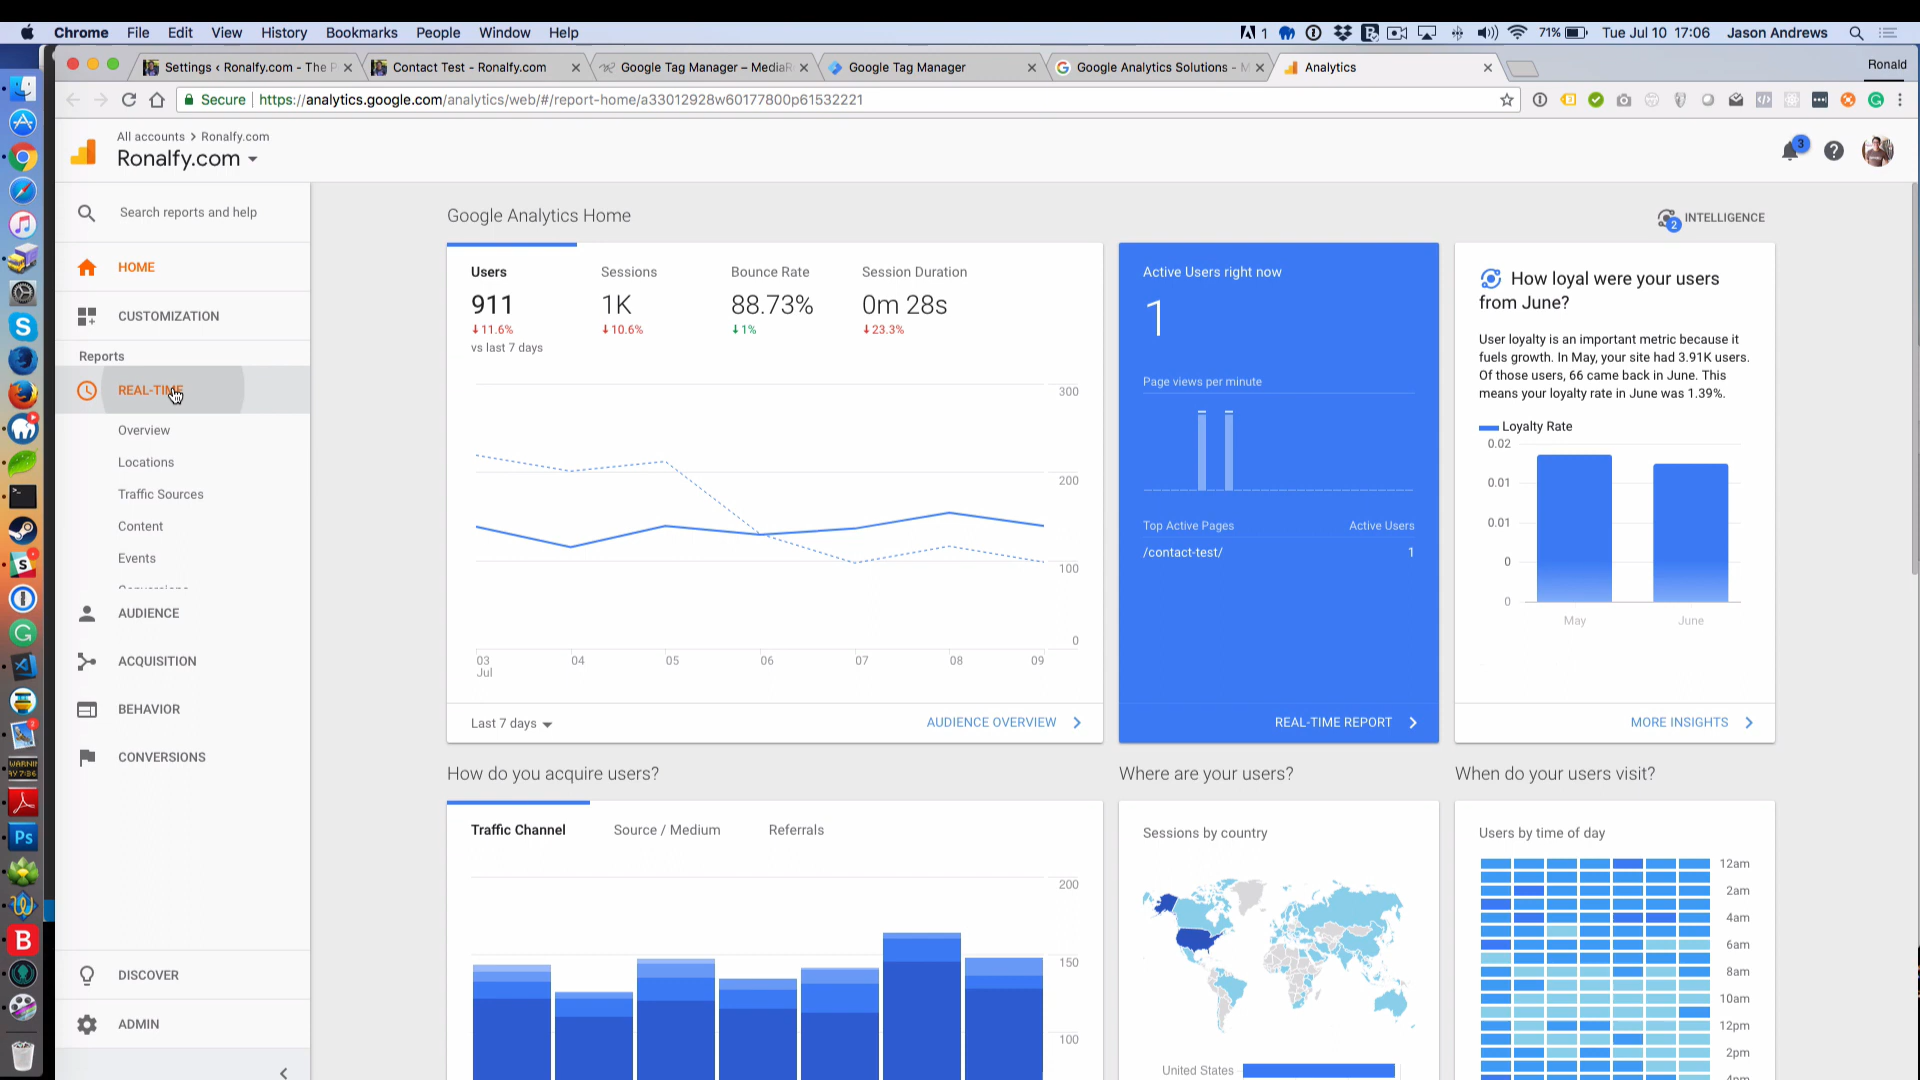 Chrome File Edit View History Bookmarks People Window Help
1 71% Tue Jul 10 17:06 Jason Andrews
Settings ‹ Ronalfy.com - The P
Contact Test - Ronalfy.com
Google Tag Manager – MediaR
Google Tag Manager
Google Analytics Solutions - M
Analytics
Ronald
Secure https://analytics.google.com/analytics/web/#/report-home/a33012928w60177800p61532221
All accounts > Ronalfy.com
Ronalfy.com
3
Search reports and help
HOME
CUSTOMIZATION
Reports
REAL-TIME
Overview
Locations
Traffic Sources
Content
Events
AUDIENCE
ACQUISITION
BEHAVIOR
CONVERSIONS
DISCOVER
ADMIN
Google Analytics Home
2 INTELLIGENCE
Users Sessions Bounce Rate Session Duration
911 1K 88.73% 0m 28s
11.6% 10.6% 1% 23.3%
vs last 7 days
300
200
100
0
03 04 05 06 07 08 09
Jul
Last 7 days
AUDIENCE OVERVIEW
Active Users right now
1
Page views per minute
Top Active Pages Active Users
/contact-test/ 1
REAL-TIME REPORT
How loyal were your users
from June?
User loyalty is an important metric because it
fuels growth. In May, your site had 3.91K users.
Of those users, 66 came back in June. This
means your loyalty rate in June was 1.39%.
Loyalty Rate
0.02
0.01
0.01
0
0
May June
MORE INSIGHTS
How do you acquire users?
Traffic Channel Source / Medium Referrals
200
150
100
Where are your users?
Sessions by country
United States
When do your users visit?
Users by time of day
12am
2am
4am
6am
8am
10am
12pm
2pm
4pm